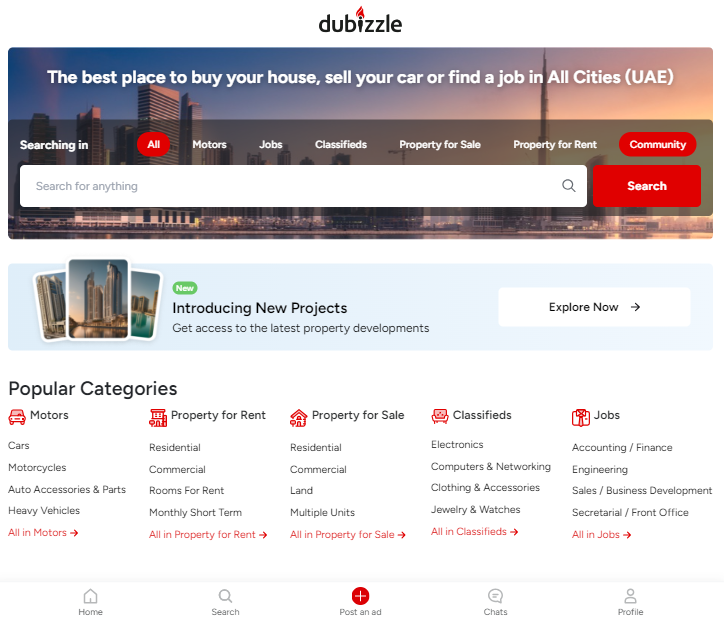 dubizzle
The best place to buy your house, sell your car or find a job in All Cities (UAE)
Searching in All Motors Jobs Classifieds Property for Sale Property for Rent Community
Search for anything Search
New
Introducing New Projects
Get access to the latest property developments
Explore Now →
Popular Categories
Motors
Cars
Motorcycles
Auto Accessories & Parts
Heavy Vehicles
All in Motors →
Property for Rent
Residential
Commercial
Rooms For Rent
Monthly Short Term
All in Property for Rent →
Property for Sale
Residential
Commercial
Land
Multiple Units
All in Property for Sale →
Classifieds
Electronics
Computers & Networking
Clothing & Accessories
Jewelry & Watches
All in Classifieds →
Jobs
Accounting / Finance
Engineering
Sales / Business Development
Secretarial / Front Office
All in Jobs →
Home Search Post an ad Chats Profile